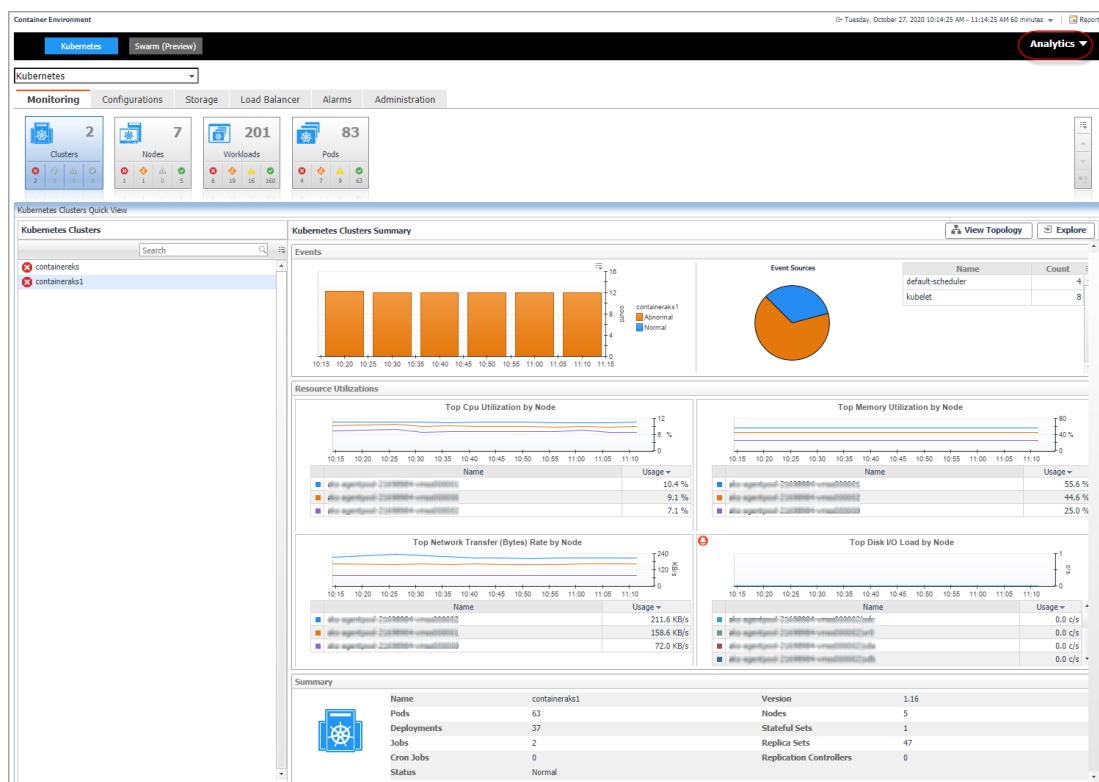 Container Environment
Tuesday, October 27, 2020 10:14:25 AM - 11:14:25 AM 60 minutes
Report
Kubernetes
Swarm (Preview)
Analytics
Kubernetes
Monitoring
Configurations
Storage
Load Balancer
Alarms
Administration
2
7
201
83
Clusters
Nodes
Workloads
Pods
2
1 1 0 5
6 19 16 160
4 7 9 63
Kubernetes Clusters Quick View
Kubernetes Clusters
Search
containereks
containeraks1
Kubernetes Clusters Summary
View Topology
Explore
Events
16
12
8
4
0
count
10:15 10:20 10:25 10:30 10:35 10:40 10:45 10:50 10:55 11:00 11:05 11:10 11:15
containeraks1
Abnormal
Normal
Event Sources
Name Count
default-scheduler 4
kubelet 8
Resource Utilizations
Top Cpu Utilization by Node
12
6 %
0
10:15 10:20 10:25 10:30 10:35 10:40 10:45 10:50 10:55 11:00 11:05 11:10
Name Usage
10.4 %
9.1 %
7.1 %
Top Memory Utilization by Node
80
40 %
0
10:15 10:20 10:25 10:30 10:35 10:40 10:45 10:50 10:55 11:00 11:05 11:10
Name Usage
55.6 %
44.6 %
25.0 %
Top Network Transfer (Bytes) Rate by Node
240
120 KB/s
0
10:15 10:20 10:25 10:30 10:35 10:40 10:45 10:50 10:55 11:00 11:05 11:10
Name Usage
211.6 KB/s
158.6 KB/s
72.0 KB/s
Top Disk I/O Load by Node
1
c/s
0
10:15 10:20 10:25 10:30 10:35 10:40 10:45 10:50 10:55 11:00 11:05 11:10
Name Usage
0.0 c/s
0.0 c/s
0.0 c/s
0.0 c/s
Summary
Name containeraks1 Version 1.16
Pods 63 Nodes 5
Deployments 37 Stateful Sets 1
Jobs 2 Replica Sets 47
Cron Jobs 0 Replication Controllers 0
Status Normal